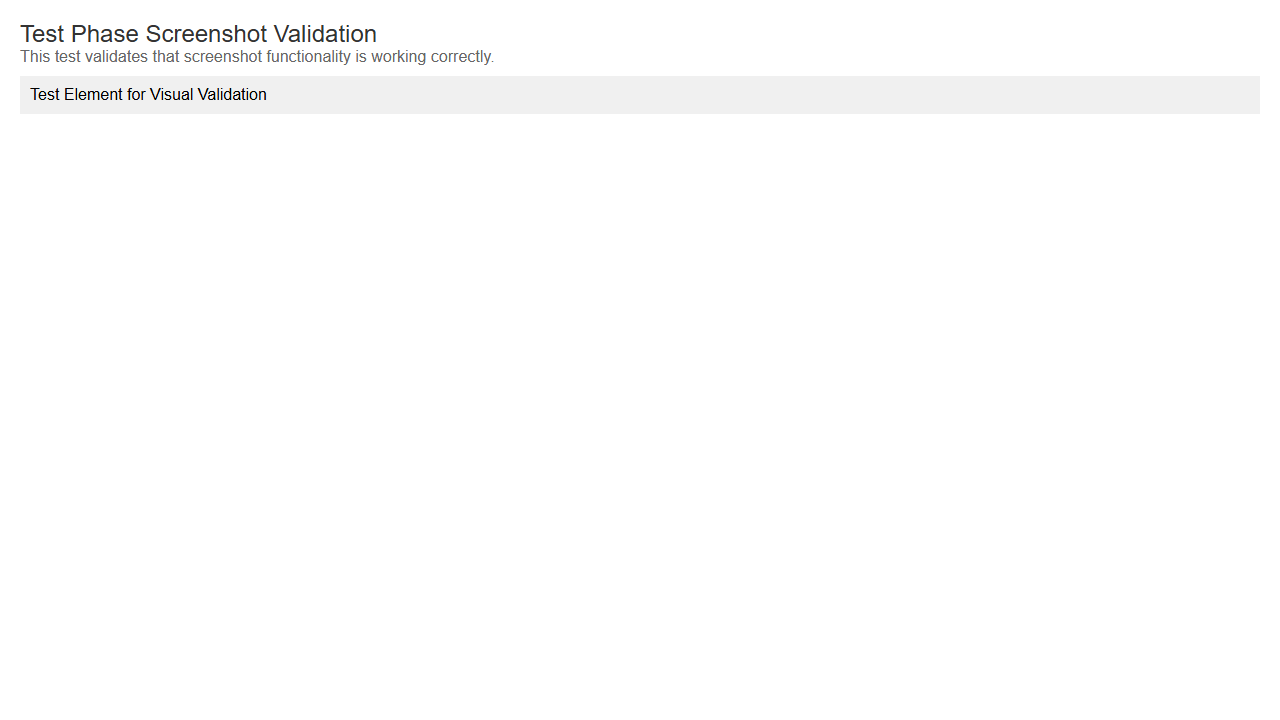 Test Phase Screenshot Validation
This test validates that screenshot functionality is working correctly.
Test Element for Visual Validation